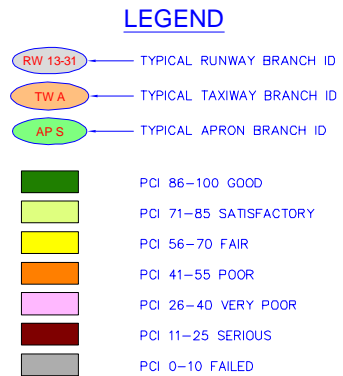 LEGEND
RW 13-31 TYPICAL RUNWAY BRANCH ID
TW A TYPICAL TAXIWAY BRANCH ID
AP S TYPICAL APRON BRANCH ID
PCI 86-100 GOOD
PCI 71-85 SATISFACTORY
PCI 56-70 FAIR
PCI 41-55 POOR
PCI 26-40 VERY POOR
PCI 11-25 SERIOUS
PCI 0-10 FAILED